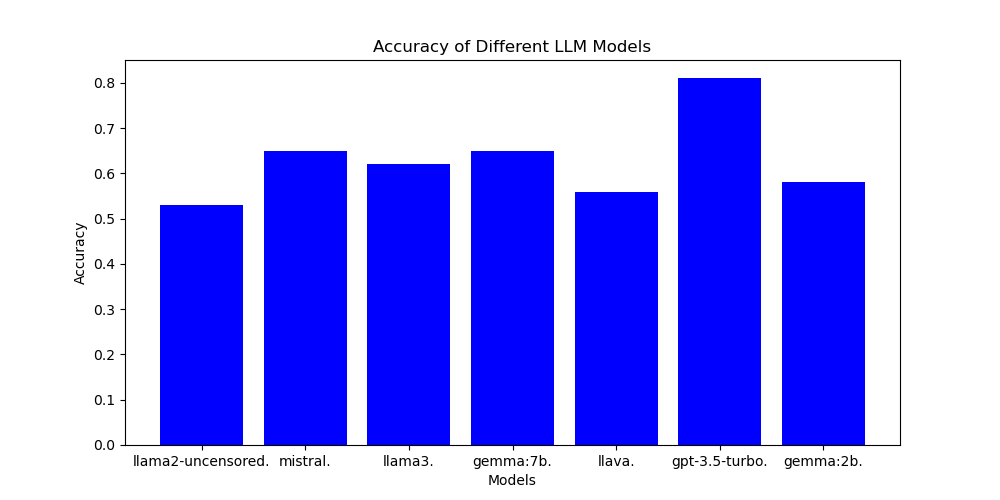 Accuracy of Different LLM Models
0.8
0.7
0.6
0.5
0.4
0.3
0.2
0.1
0.0
Accuracy
llama2-uncensored. mistral. llama3. gemma:7b. llava. gpt-3.5-turbo. gemma:2b.
Models